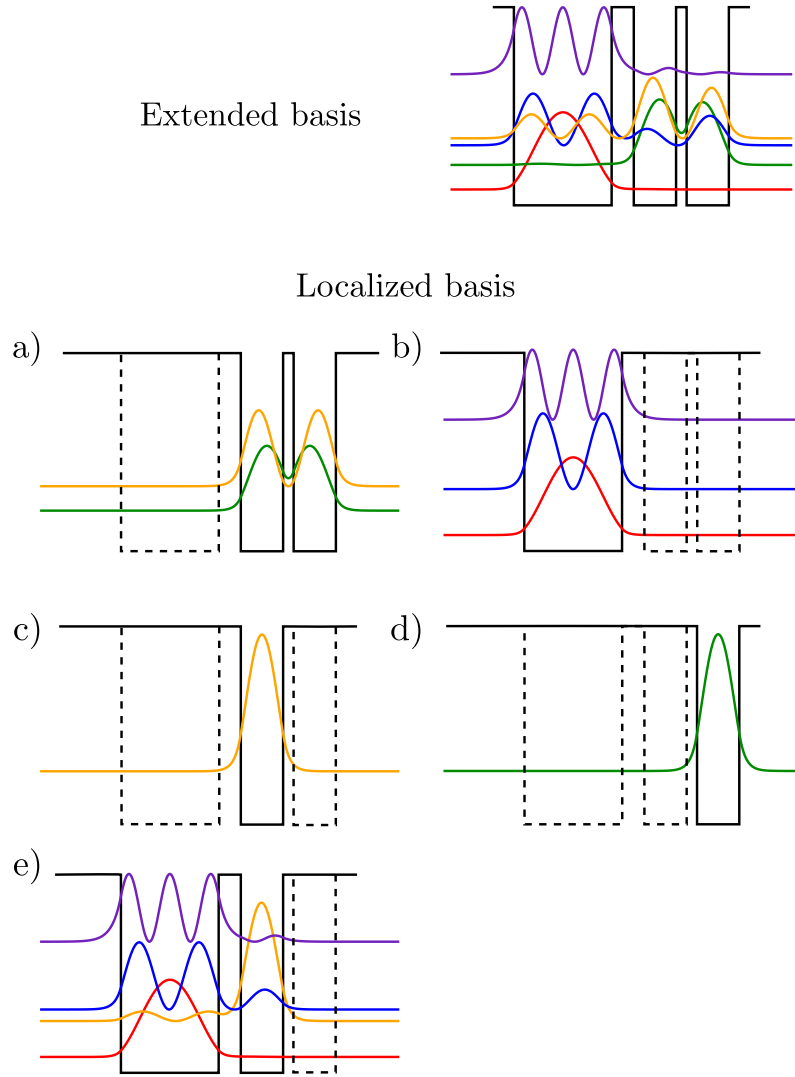 Extended basis
Localized basis
a)
b)
c)
d)
e)